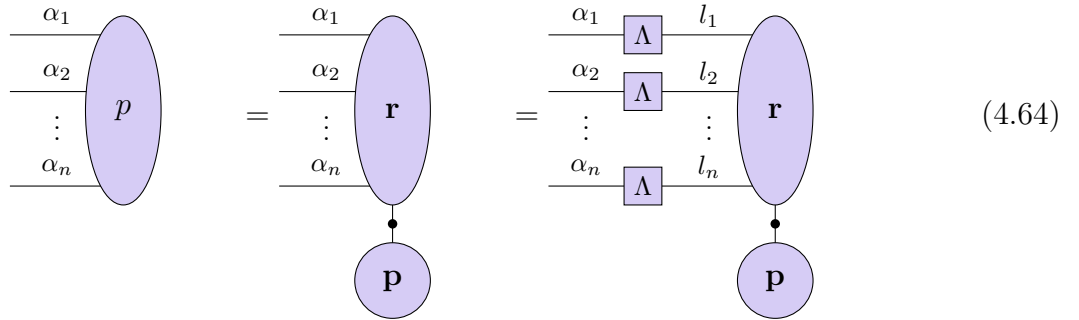 α₁ α₁ α₁ Λ l₁
α₂ α₂ α₂ Λ l₂
p = r = r (4.64)
⋮ ⋮ ⋮ ⋮
αₙ αₙ αₙ Λ lₙ
p p